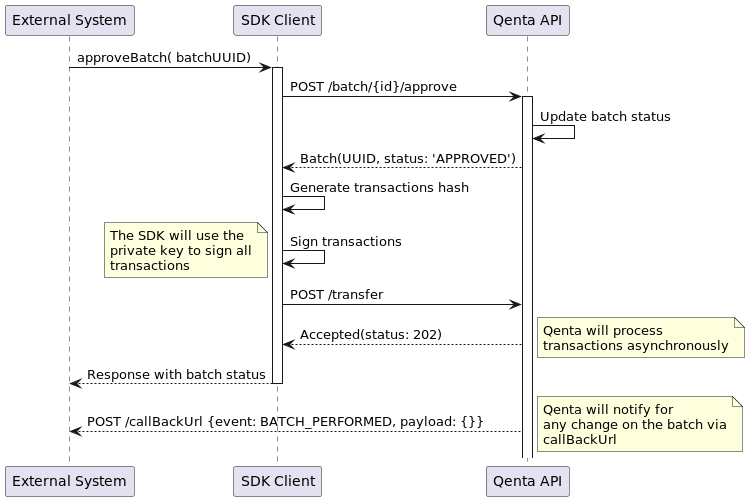 External System
SDK Client
Qenta API
approveBatch( batchUUID)
POST /batch/{id}/approve
Update batch status
Batch(UUID, status: 'APPROVED')
Generate transactions hash
The SDK will use the
private key to sign all
transactions
Sign transactions
POST /transfer
Accepted(status: 202)
Qenta will process
transactions asynchronously
Response with batch status
POST /callBackUrl {event: BATCH_PERFORMED, payload: {}}
Qenta will notify for
any change on the batch via
callBackUrl
External System
SDK Client
Qenta API